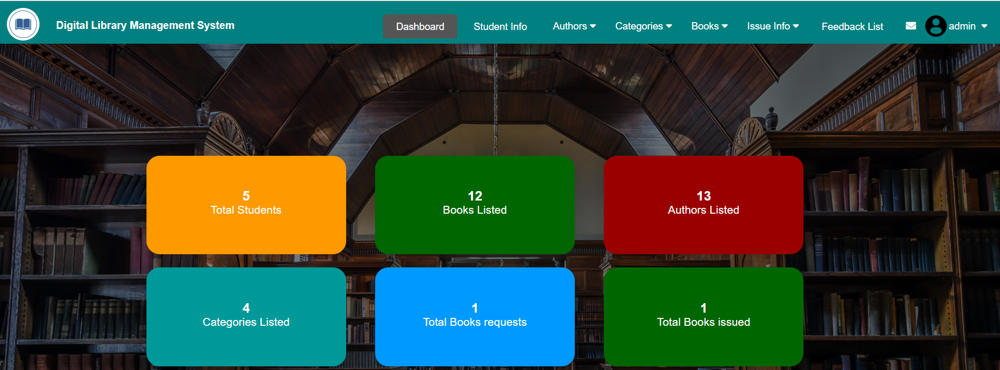 Digital Library Management System
Dashboard
Student Info
Authors
Categories
Books
Issue Info
Feedback List
admin
5
Total Students
12
Books Listed
13
Authors Listed
4
Categories Listed
1
Total Books requests
1
Total Books issued